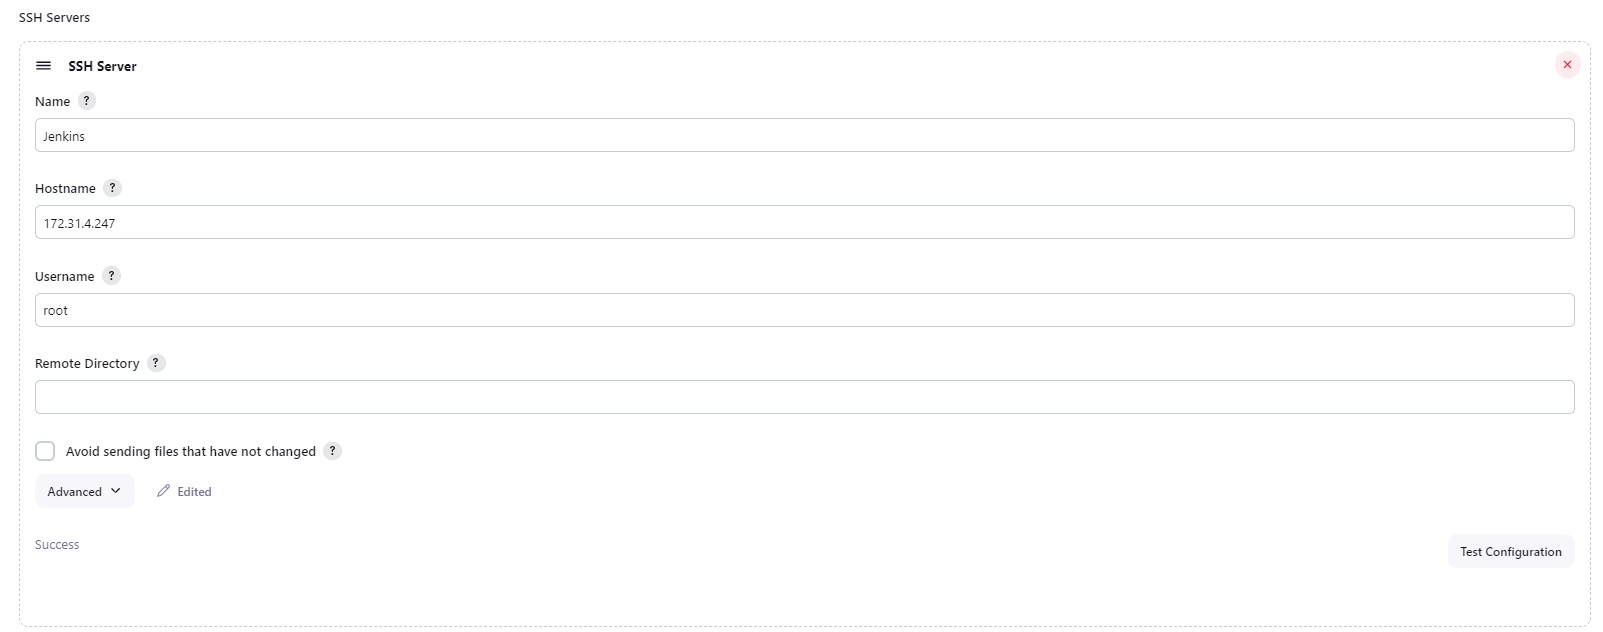 SSH Servers
SSH Server
Name ?
Jenkins
Hostname ?
172.31.4.247
Username ?
root
Remote Directory ?
Avoid sending files that have not changed ?
Advanced Edited
Success
Test Configuration